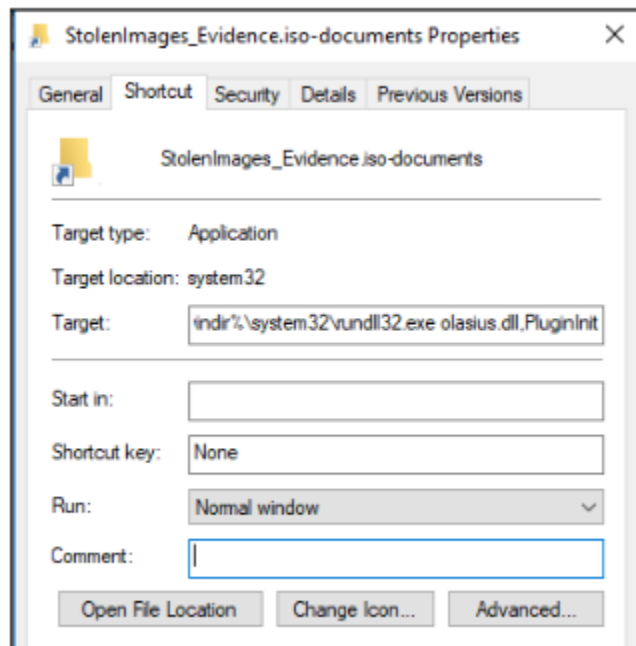 StolenImages_Evidence.iso-documents Properties
General Shortcut Security Details Previous Versions
StolenImages_Evidence.iso-documents
Target type: Application
Target location: system32
Target: indir%\system32\rundll32.exe olasius.dll,PluginInit
Start in:
Shortcut key: None
Run: Normal window
Comment:
Open File Location Change Icon... Advanced...